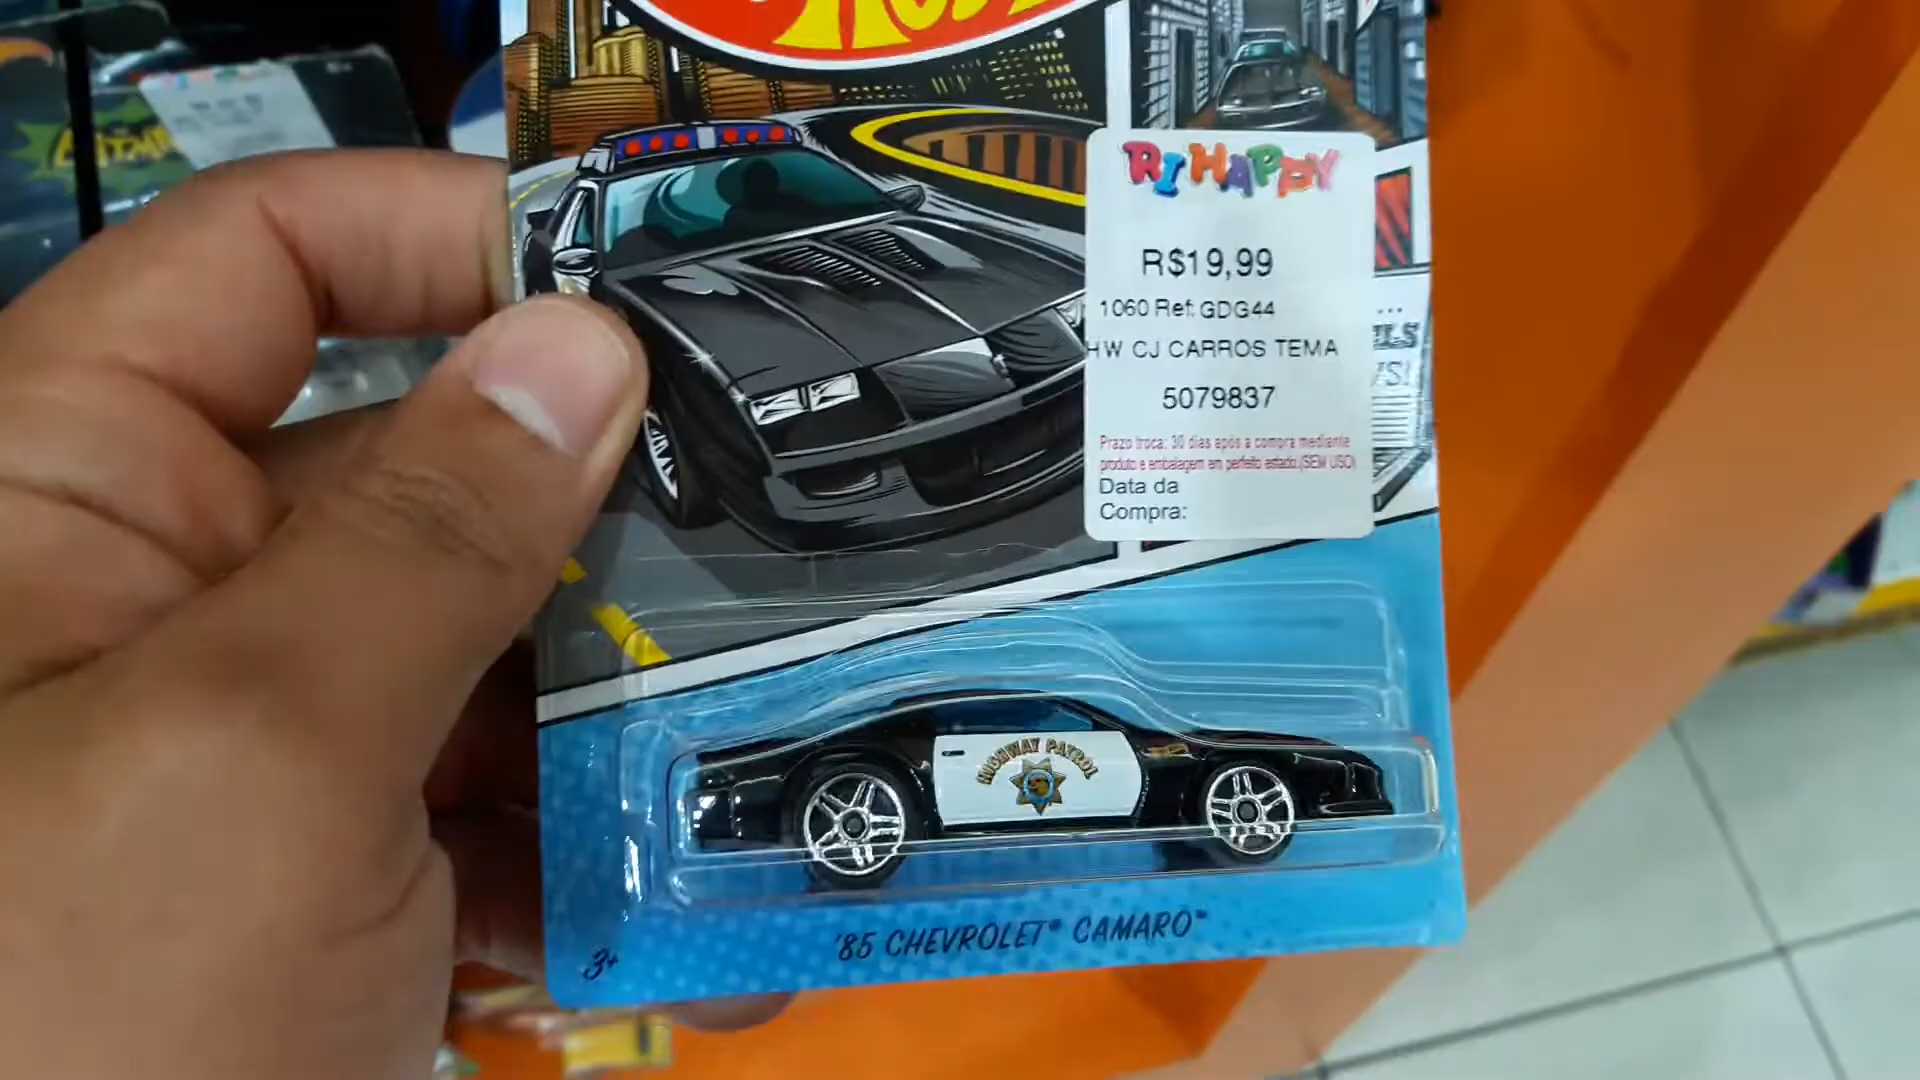 RI HAPPY
R$19,99
1060 Ref: GDG44
HW CJ CARROS TEMA
5079837
Prazo troca: 30 dias após a compra mediante
produto e embalagem em perfeito estado.(SEM USO)
Data da
Compra:
HIGHWAY PATROL
'85 CHEVROLET® CAMARO™
3+